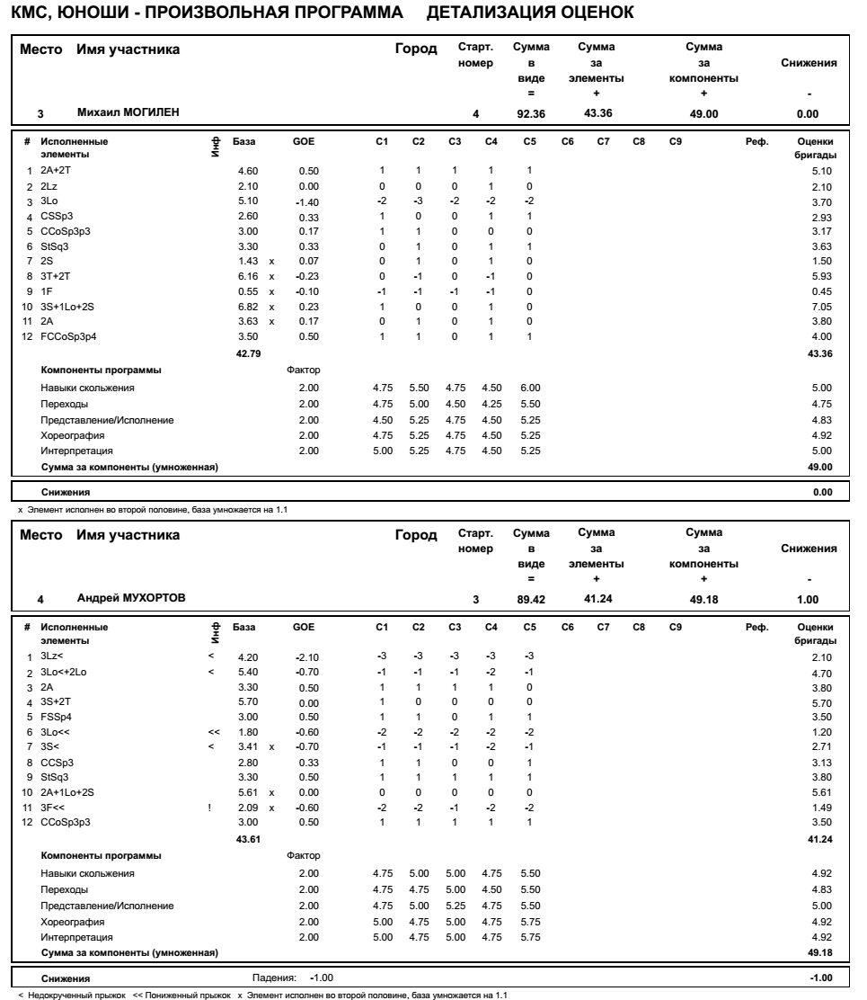 КМС, ЮНОШИ - ПРОИЗВОЛЬНАЯ ПРОГРАММА ДЕТАЛИЗАЦИЯ ОЦЕНОК
Место Имя участника Город Старт. Сумма Сумма Сумма
номер в за за Снижения
виде элементы компоненты
= + + -
3 Михаил МОГИЛЕН 4 92.36 43.36 49.00 0.00
# Исполненные Инф База GOE C1 C2 C3 C4 C5 C6 C7 C8 C9 Реф. Оценки
элементы бригады
1 2A+2T 4.60 0.50 1 1 1 1 1 5.10
2 2Lz 2.10 0.00 0 0 0 1 0 2.10
3 3Lo 5.10 -1.40 -2 -3 -2 -2 -2 3.70
4 CSSp3 2.60 0.33 1 0 0 1 1 2.93
5 CCoSp3p3 3.00 0.17 1 1 0 0 0 3.17
6 StSq3 3.30 0.33 0 1 0 1 1 3.63
7 2S 1.43 x 0.07 0 1 0 1 0 1.50
8 3T+2T 6.16 x -0.23 0 -1 0 -1 0 5.93
9 1F 0.55 x -0.10 -1 -1 -1 -1 0 0.45
10 3S+1Lo+2S 6.82 x 0.23 1 0 0 1 0 7.05
11 2A 3.63 x 0.17 0 1 0 1 0 3.80
12 FCCoSp3p4 3.50 0.50 1 1 0 1 1 4.00
42.79 43.36
Компоненты программы Фактор
Навыки скольжения 2.00 4.75 5.50 4.75 4.50 6.00 5.00
Переходы 2.00 4.75 5.00 4.50 4.25 5.50 4.75
Представление/Исполнение 2.00 4.50 5.25 4.75 4.50 5.25 4.83
Хореография 2.00 4.75 5.25 4.75 4.50 5.25 4.92
Интерпретация 2.00 5.00 5.25 4.75 4.50 5.25 5.00
Сумма за компоненты (умноженная) 49.00
Снижения 0.00
x Элемент исполнен во второй половине, база умножается на 1.1
Место Имя участника Город Старт. Сумма Сумма Сумма
номер в за за Снижения
виде элементы компоненты
= + + -
4 Андрей МУХОРТОВ 3 89.42 41.24 49.18 1.00
# Исполненные Инф База GOE C1 C2 C3 C4 C5 C6 C7 C8 C9 Реф. Оценки
элементы бригады
1 3Lz< < 4.20 -2.10 -3 -3 -3 -3 -3 2.10
2 3Lo<+2Lo < 5.40 -0.70 -1 -1 -1 -2 -1 4.70
3 2A 3.30 0.50 1 1 1 1 0 3.80
4 3S+2T 5.70 0.00 1 0 0 0 0 5.70
5 FSSp4 3.00 0.50 1 1 0 1 1 3.50
6 3Lo<< << 1.80 -0.60 -2 -2 -2 -2 -2 1.20
7 3S< < 3.41 x -0.70 -1 -1 -1 -2 -1 2.71
8 CCSp3 2.80 0.33 1 1 0 0 1 3.13
9 StSq3 3.30 0.50 1 1 1 1 1 3.80
10 2A+1Lo+2S 5.61 x 0.00 0 0 0 0 0 5.61
11 3F<< ! 2.09 x -0.60 -2 -2 -1 -2 -2 1.49
12 CCoSp3p3 3.00 0.50 1 1 1 1 1 3.50
43.61 41.24
Компоненты программы Фактор
Навыки скольжения 2.00 4.75 5.00 5.00 4.75 5.50 4.92
Переходы 2.00 4.75 4.75 5.00 4.50 5.50 4.83
Представление/Исполнение 2.00 4.75 5.00 5.25 4.75 5.50 5.00
Хореография 2.00 5.00 4.75 5.00 4.75 5.75 4.92
Интерпретация 2.00 5.00 4.75 5.00 4.75 5.75 4.92
Сумма за компоненты (умноженная) 49.18
Снижения Падения: -1.00 -1.00
< Недокрученный прыжок << Пониженный прыжок x Элемент исполнен во второй половине, база умножается на 1.1